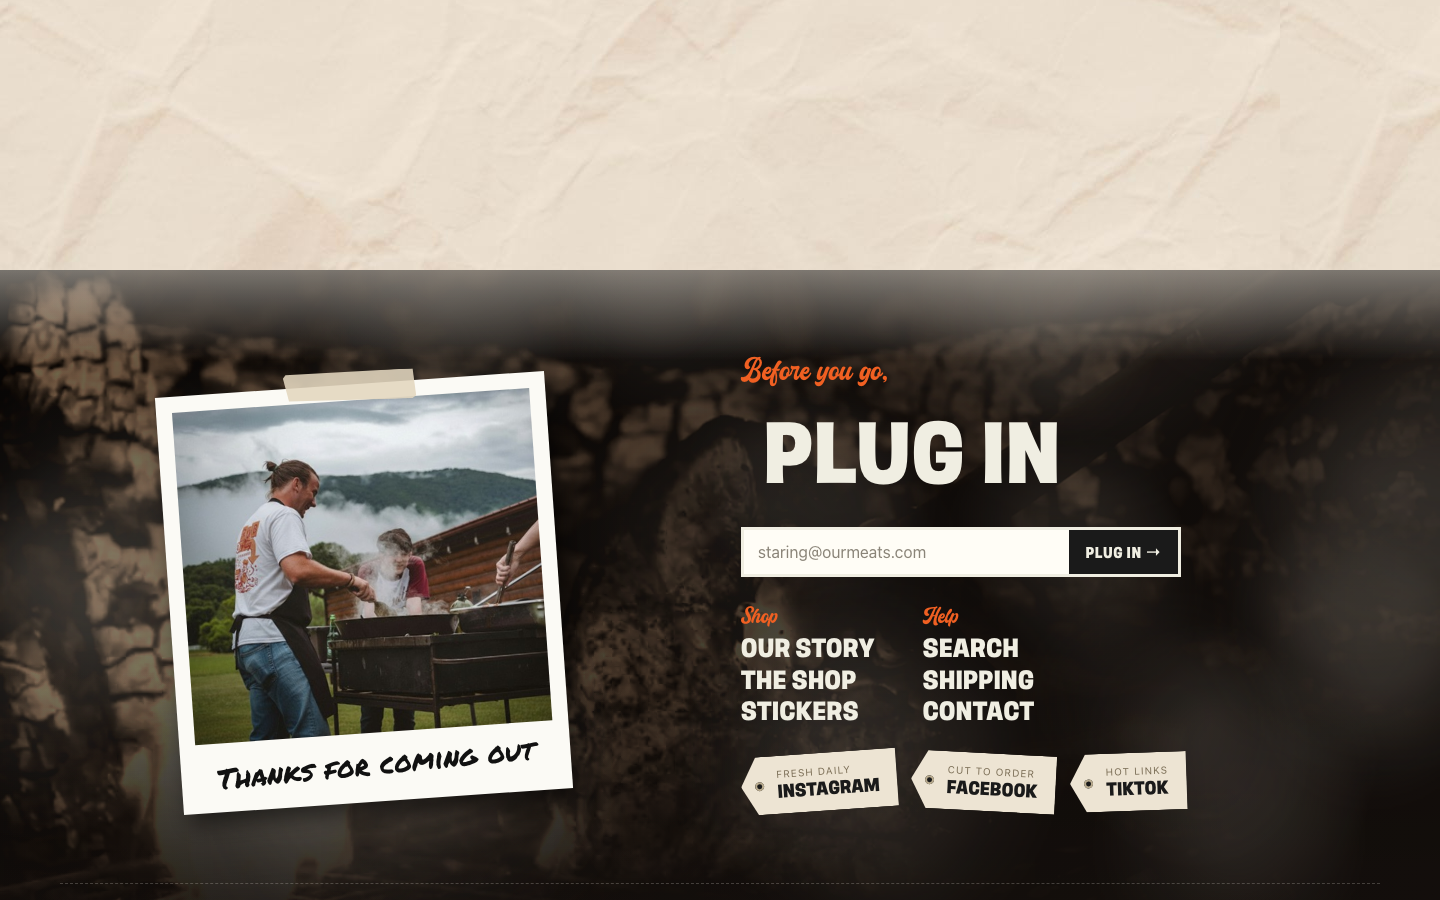 Before you go,
PLUG IN
staring@ourmeats.com
PLUG IN →
Shop
OUR STORY
THE SHOP
STICKERS
Help
SEARCH
SHIPPING
CONTACT
THANKS FOR COMING OUT
FRESH DAILY
INSTAGRAM
CUT TO ORDER
FACEBOOK
HOT LINKS
TIKTOK